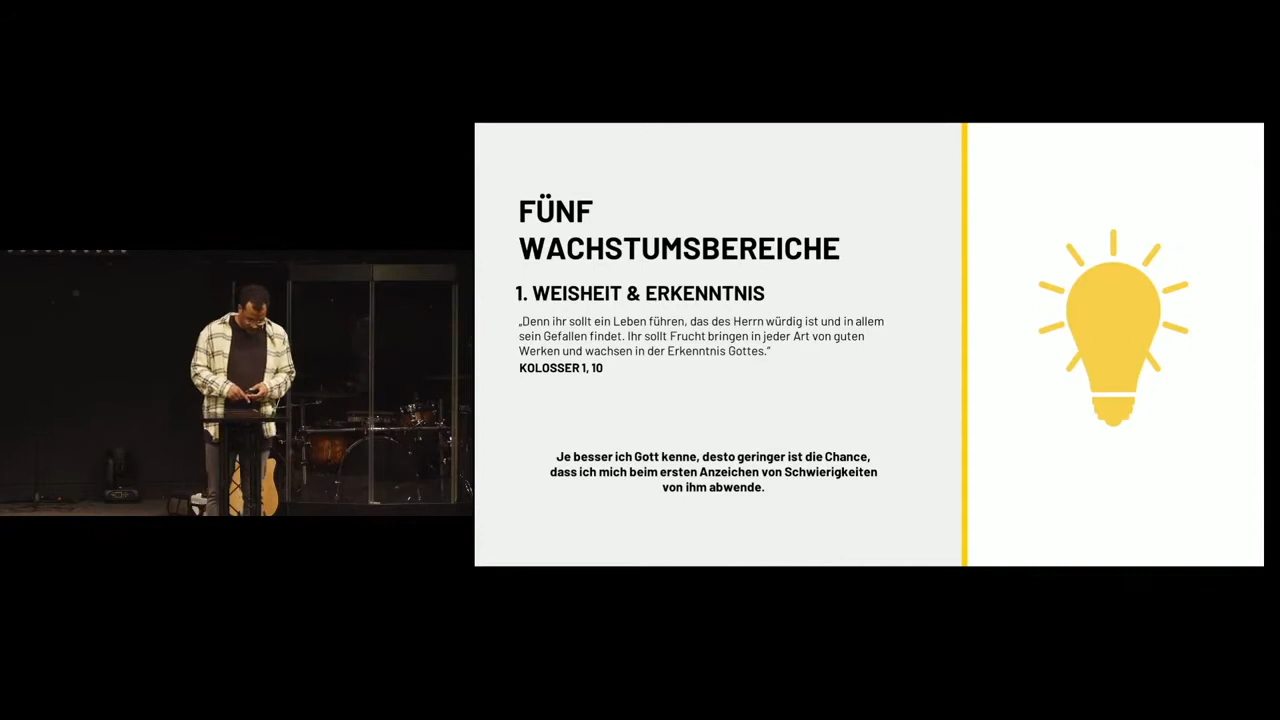 FÜNF
WACHSTUMSBEREICHE
1. WEISHEIT & ERKENNTNIS
„Denn ihr sollt ein Leben führen, das des Herrn würdig ist und in allem
sein Gefallen findet. Ihr sollt Frucht bringen in jeder Art von guten
Werken und wachsen in der Erkenntnis Gottes.“
KOLOSSER 1, 10
Je besser ich Gott kenne, desto geringer ist die Chance,
dass ich mich beim ersten Anzeichen von Schwierigkeiten
von ihm abwende.